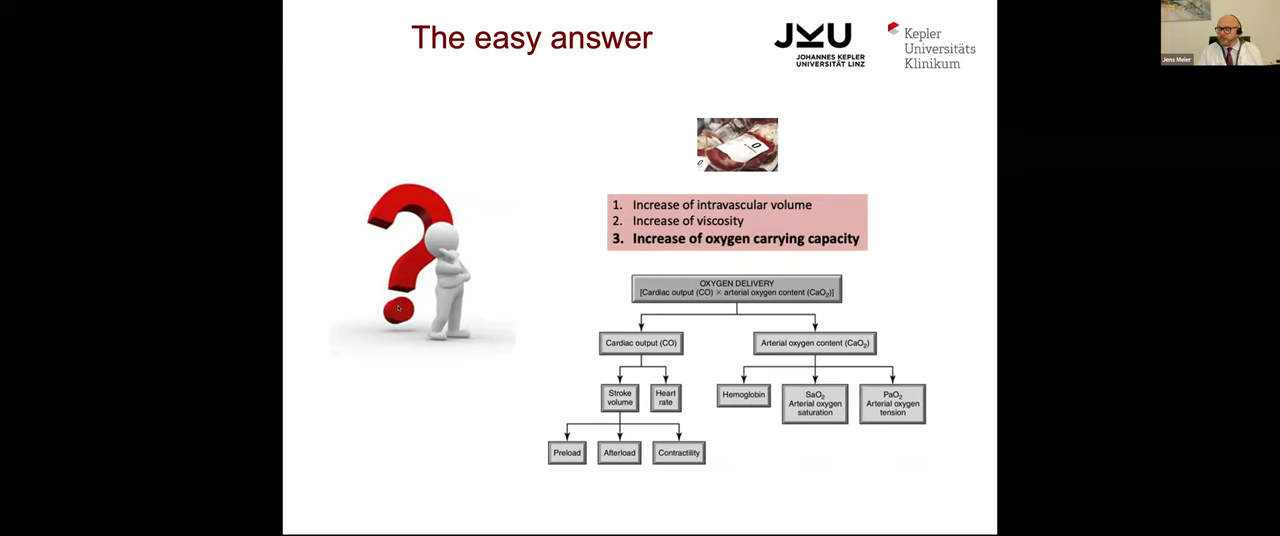 The easy answer
JKU
JOHANNES KEPLER
UNIVERSITÄT LINZ
Kepler
Universitäts
Klinikum
Jens Meier
O
1. Increase of intravascular volume
2. Increase of viscosity
3. Increase of oxygen carrying capacity
OXYGEN DELIVERY
[Cardiac output (CO) × arterial oxygen content (CaO₂)]
Cardiac output (CO)
Arterial oxygen content (CaO₂)
Stroke
volume
Heart
rate
Hemoglobin
SaO₂
Arterial oxygen
saturation
PaO₂
Arterial oxygen
tension
Preload
Afterload
Contractility